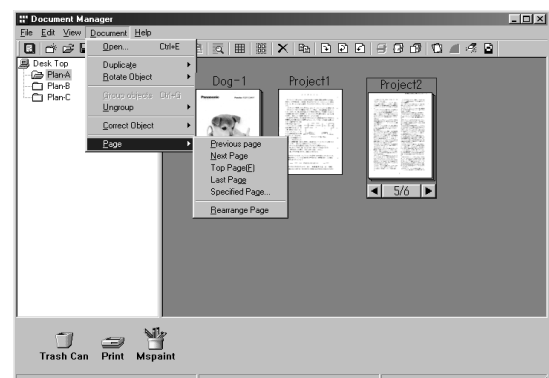 Document Manager
File Edit View Document Help
Open... Ctrl+E
Duplicate
Rotate Object
Group objects Ctrl+G
Ungroup
Correct Object
Page
Previous page
Next Page
Top Page(F)
Last Page
Specified Page...
Rearrange Page
Desk Top
Plan-A
Plan-B
Plan-C
Dog-1
Project1
Project2
Panasonic
5/6
Trash Can Print Mspaint